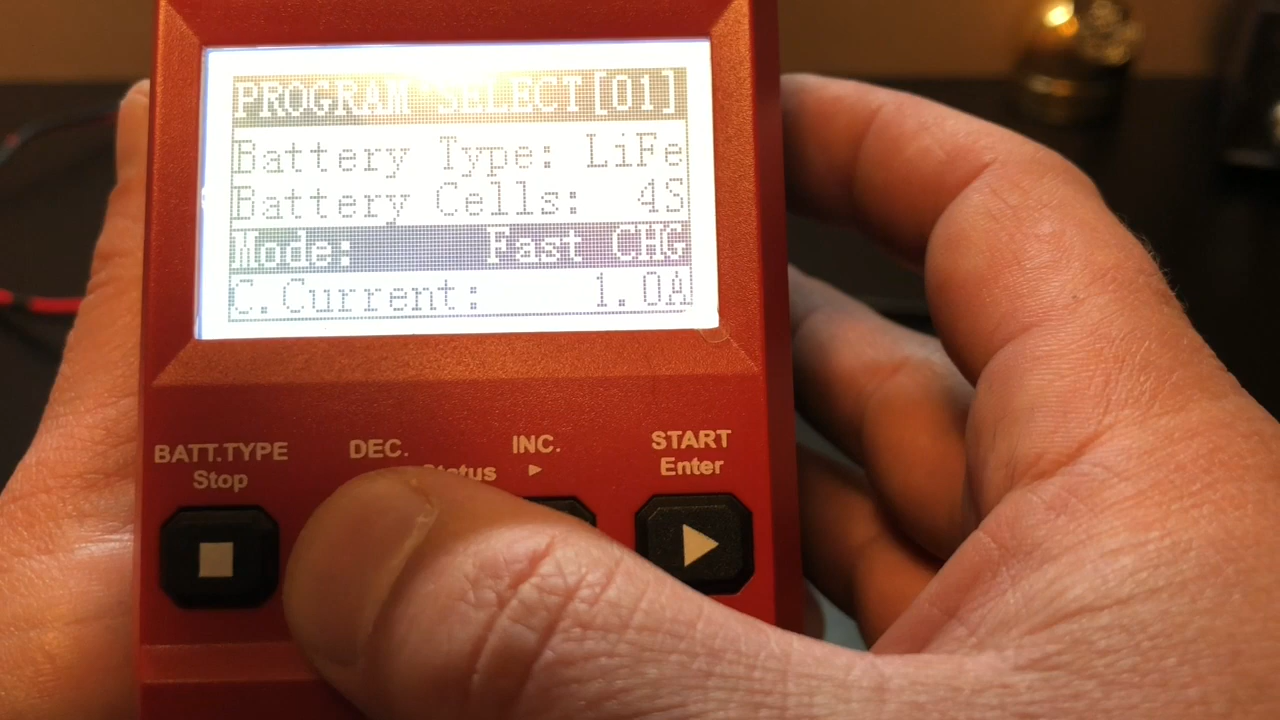 PROGRAM SELECT[01]
Battery Type: LiFe
Battery Cells: 4S
Mode: Fast CHG
C.Current: 1.0A
BATT.TYPE
Stop
DEC.
Status
INC.
►
START
Enter